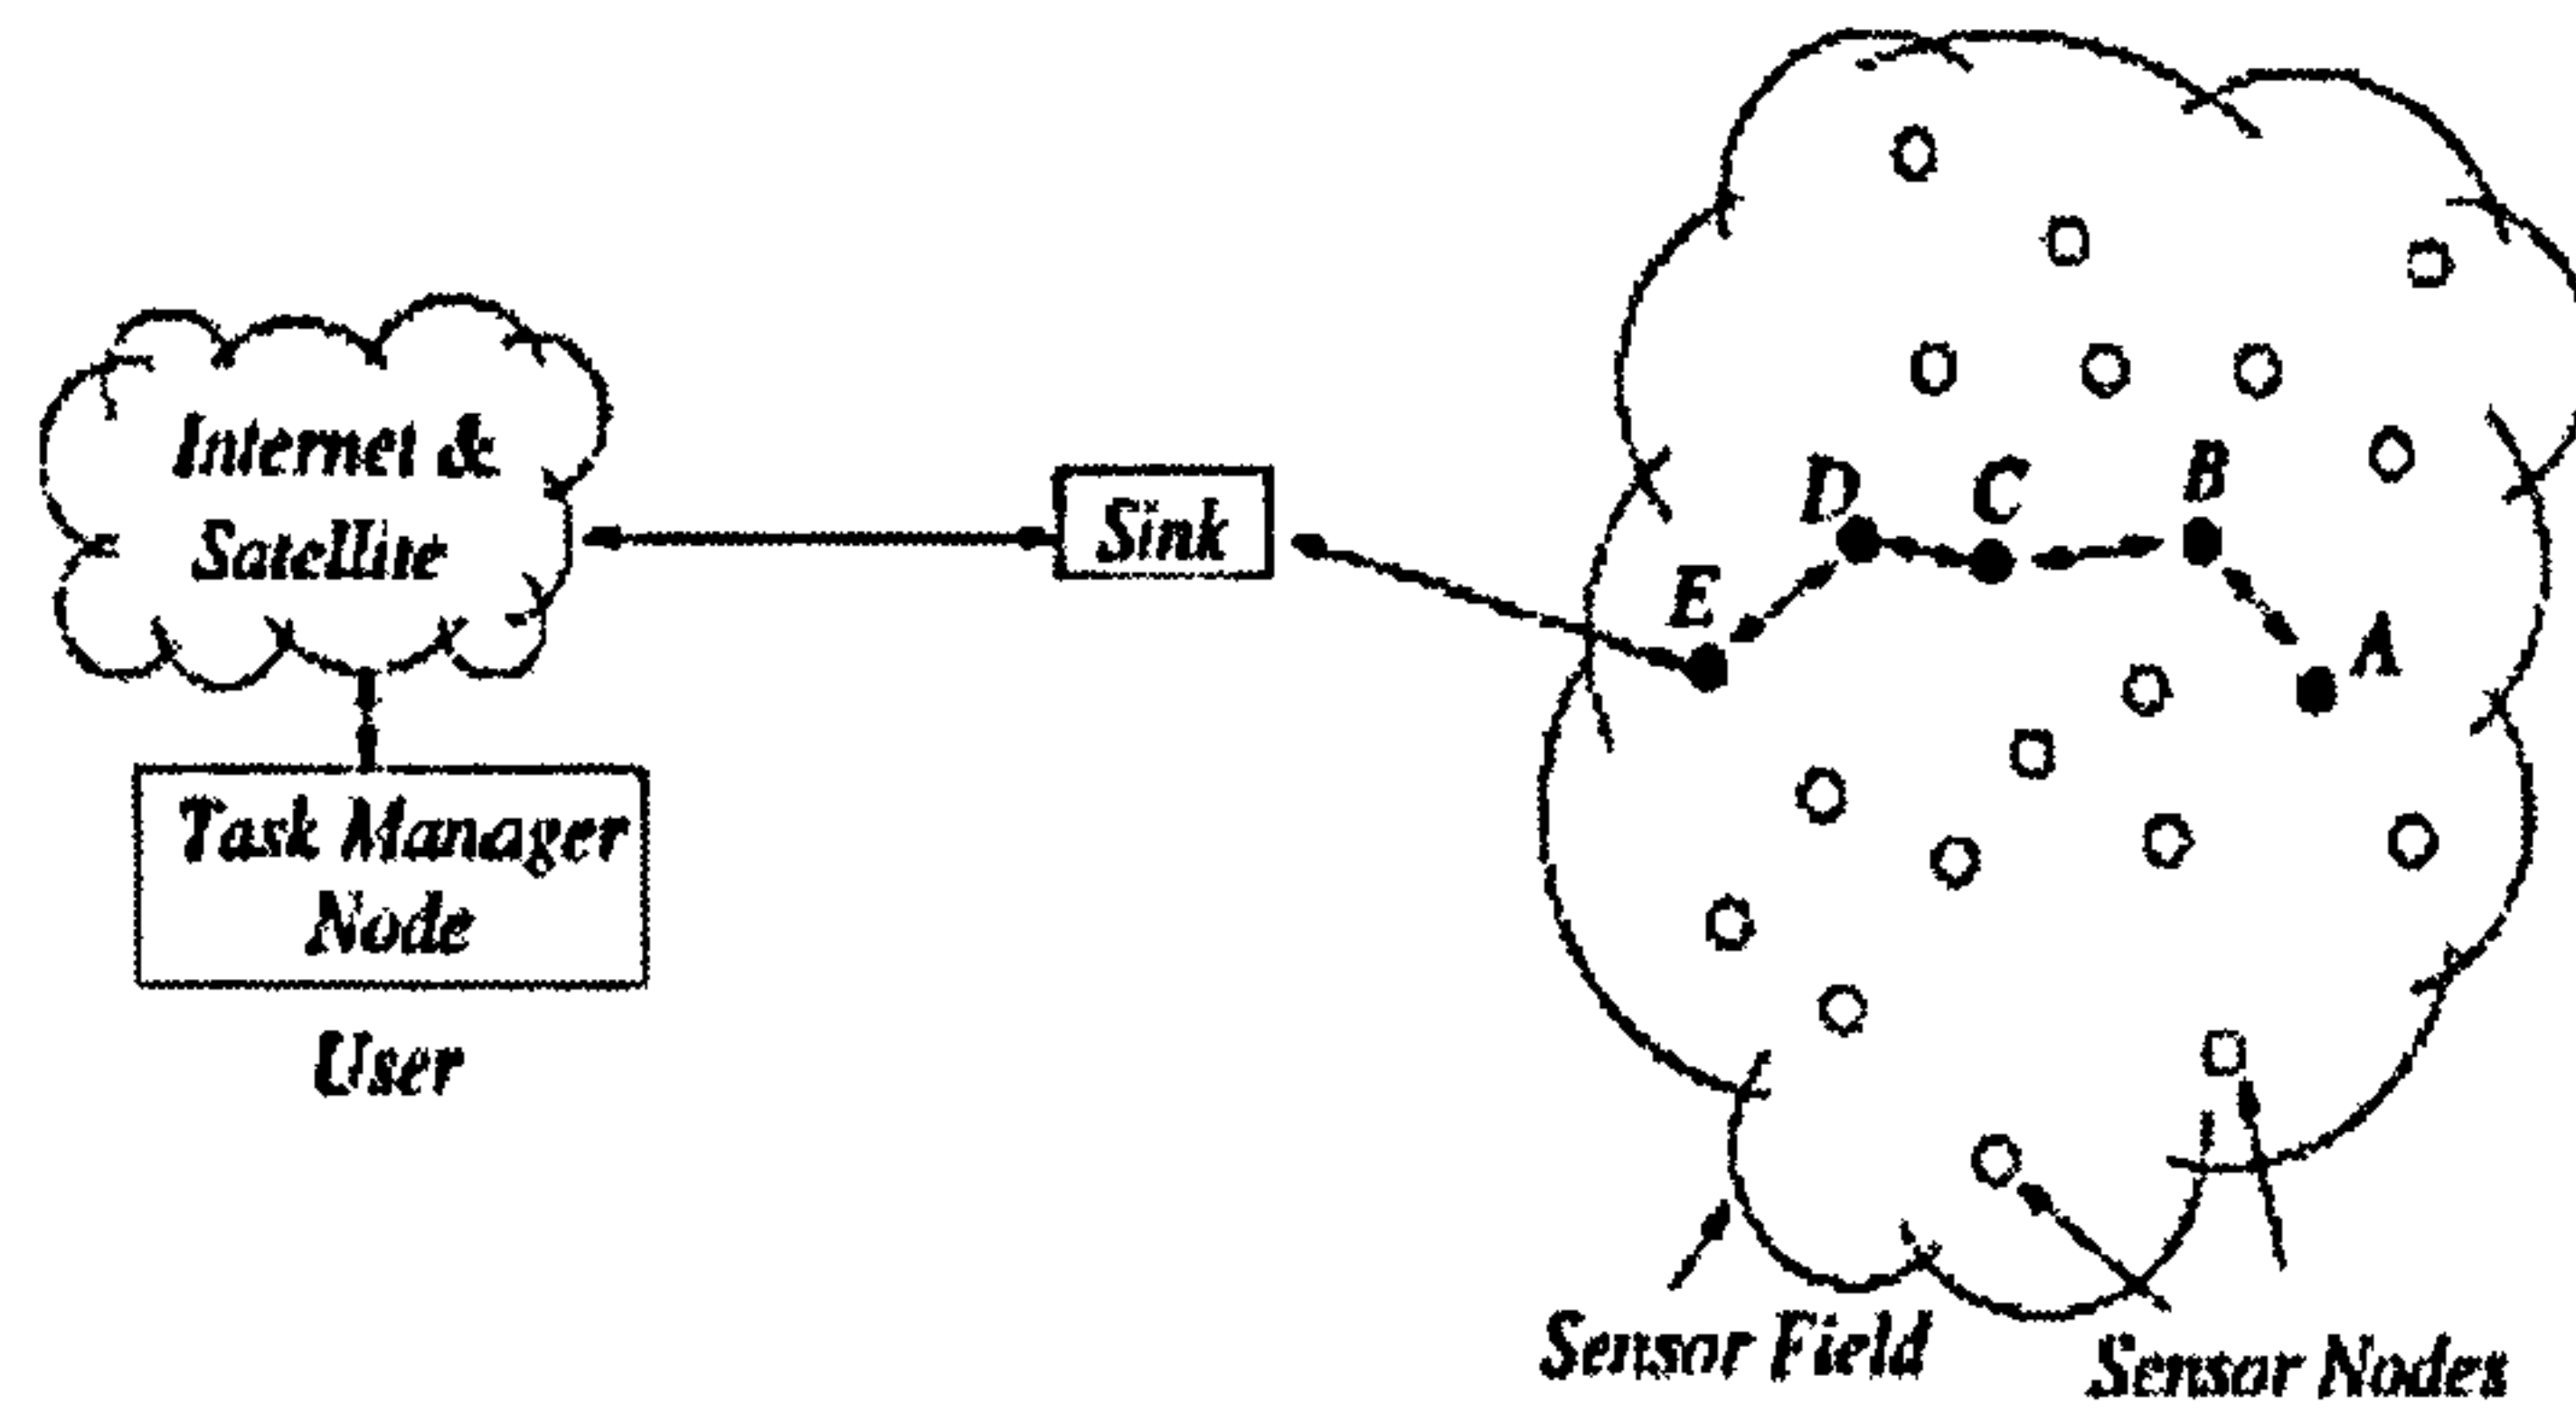 Internet &
Satellite
Task Manager
Node
User
Sink
D
C
B
E
A
Sensor Field
Sensor Nodes